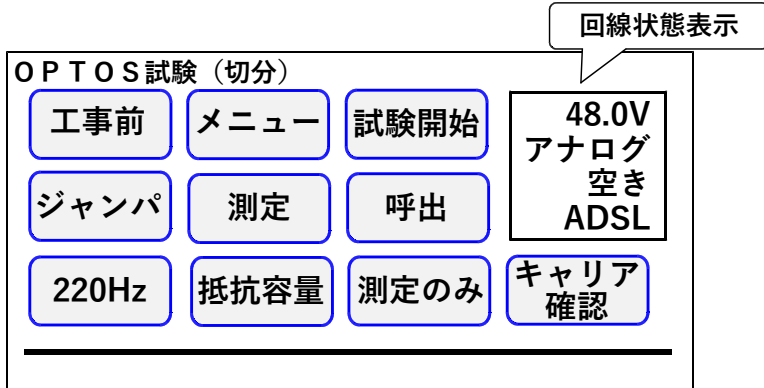 回線状態表示
ＯＰＴＯＳ試験（切分）
工事前
メニュー
試験開始
48.0V
アナログ
空き
ADSL
ジャンパ
測定
呼出
220Hz
抵抗容量
測定のみ
キャリア
確認